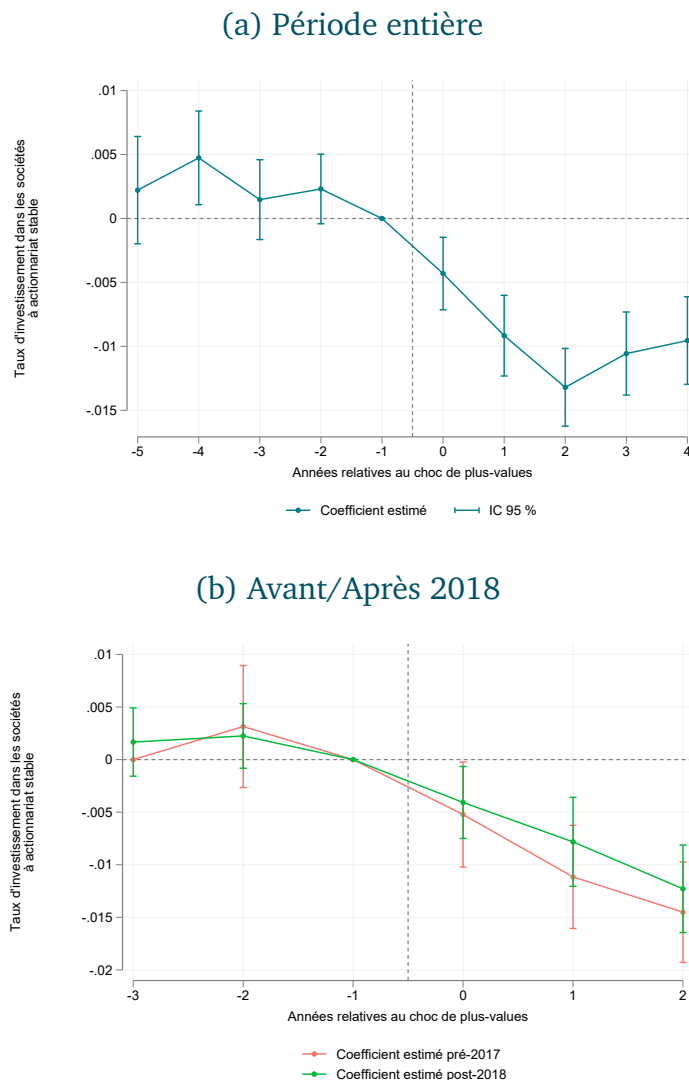 (a) Période entière
Taux d'investissement dans les sociétés
à actionnariat stable
.01
.005
0
-.005
-.01
-.015
-5 -4 -3 -2 -1 0 1 2 3 4
Années relatives au choc de plus-values
Coefficient estimé IC 95 %
(b) Avant/Après 2018
Taux d'investissement dans les sociétés
à actionnariat stable
.01
.005
0
-.005
-.01
-.015
-.02
-3 -2 -1 0 1 2
Années relatives au choc de plus-values
Coefficient estimé pré-2017
Coefficient estimé post-2018